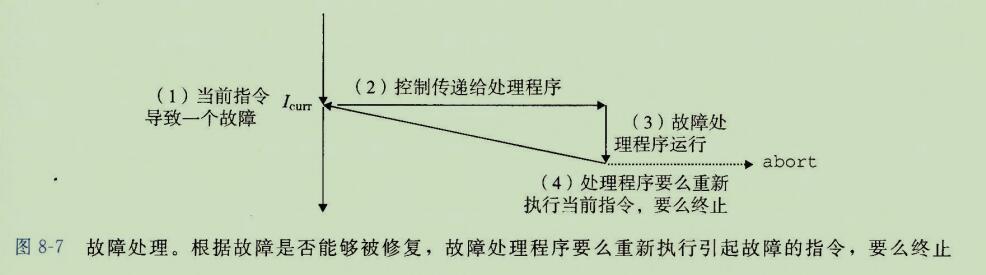 (1)当前指令
导致一个故障
Icurr
(2)控制传递给处理程序
(3)故障处
理程序运行
abort
(4)处理程序要么重新
执行当前指令,要么终止
图 8-7 故障处理。根据故障是否能够被修复,故障处理程序要么重新执行引起故障的指令,要么终止